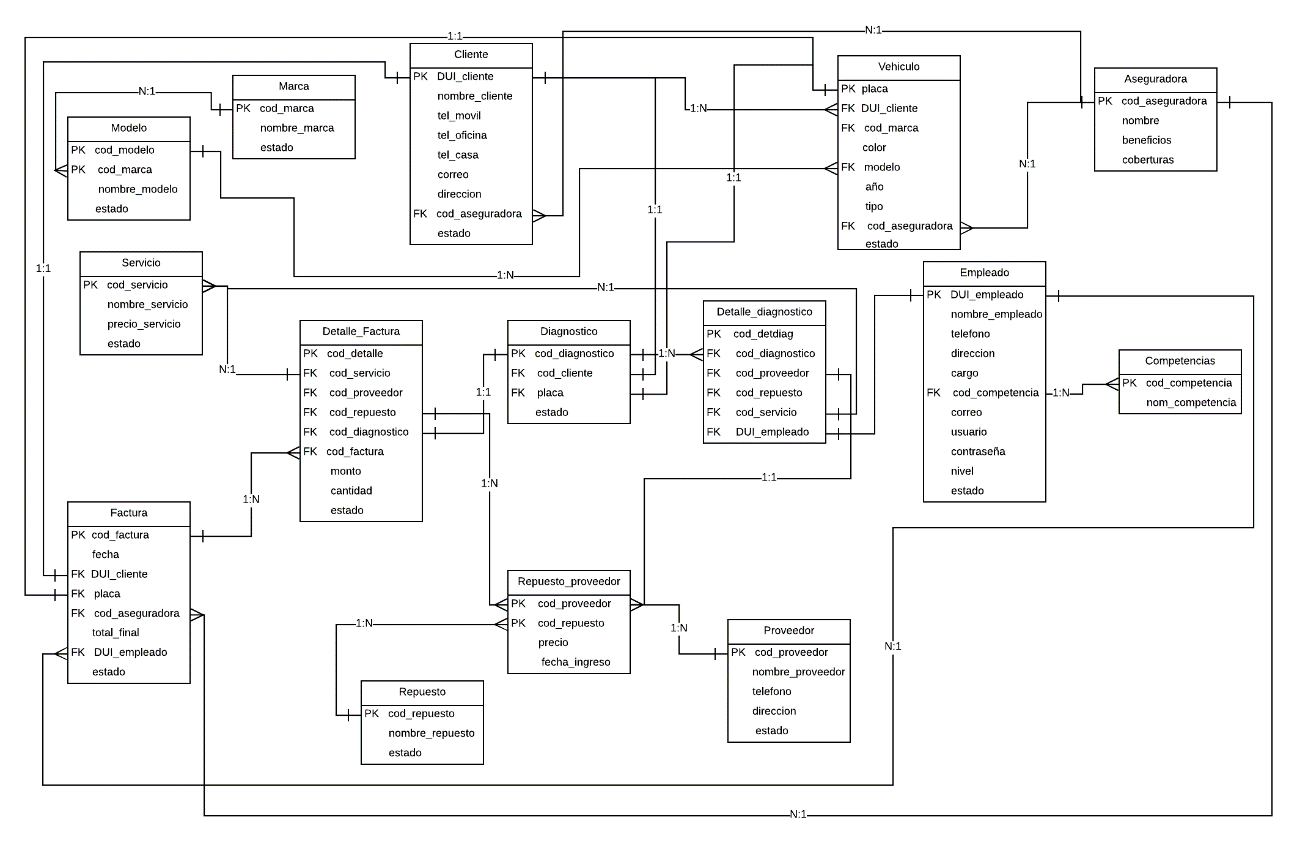 1:1
N:1
Cliente
PK DUI_cliente
nombre_cliente
tel_movil
tel_oficina
tel_casa
correo
direccion
FK cod_aseguradora
estado
Vehiculo
PK placa
FK DUI_cliente
FK cod_marca
color
FK modelo
año
tipo
FK cod_aseguradora
estado
Aseguradora
PK cod_aseguradora
nombre
beneficios
coberturas
Marca
PK cod_marca
nombre_marca
estado
N:1
Modelo
PK cod_modelo
PK cod_marca
nombre_modelo
estado
1:N
N:1
1:1
1:1
1:1
1:N
N:1
Servicio
PK cod_servicio
nombre_servicio
precio_servicio
estado
Empleado
PK DUI_empleado
nombre_empleado
telefono
direccion
cargo
FK cod_competencia
correo
usuario
contraseña
nivel
estado
Detalle_Factura
PK cod_detalle
FK cod_servicio
FK cod_proveedor
FK cod_repuesto
FK cod_diagnostico
FK cod_factura
monto
cantidad
estado
Diagnostico
PK cod_diagnostico
FK cod_cliente
FK placa
estado
Detalle_diagnostico
PK cod_detdiag
FK cod_diagnostico
FK cod_proveedor
FK cod_repuesto
FK cod_servicio
FK DUI_empleado
Competencias
PK cod_competencia
nom_competencia
1:N
N:1
1:1
1:N
1:N
1:N
1:1
Factura
PK cod_factura
fecha
FK DUI_cliente
FK placa
FK cod_aseguradora
total_final
FK DUI_empleado
estado
Repuesto_proveedor
PK cod_proveedor
PK cod_repuesto
precio
fecha_ingreso
1:N
1:N
Proveedor
PK cod_proveedor
nombre_proveedor
telefono
direccion
estado
N:1
Repuesto
PK cod_repuesto
nombre_repuesto
estado
N:1